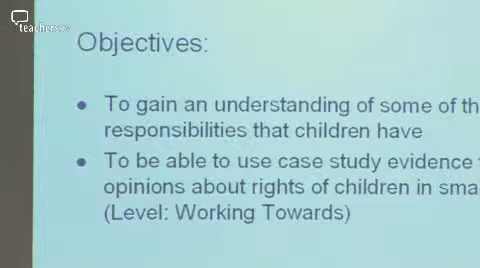 teachers
Objectives:
• To gain an understanding of some of
responsibilities that children have
• To be able to use case study evidence
opinions about rights of children in
(Level: Working Towards)